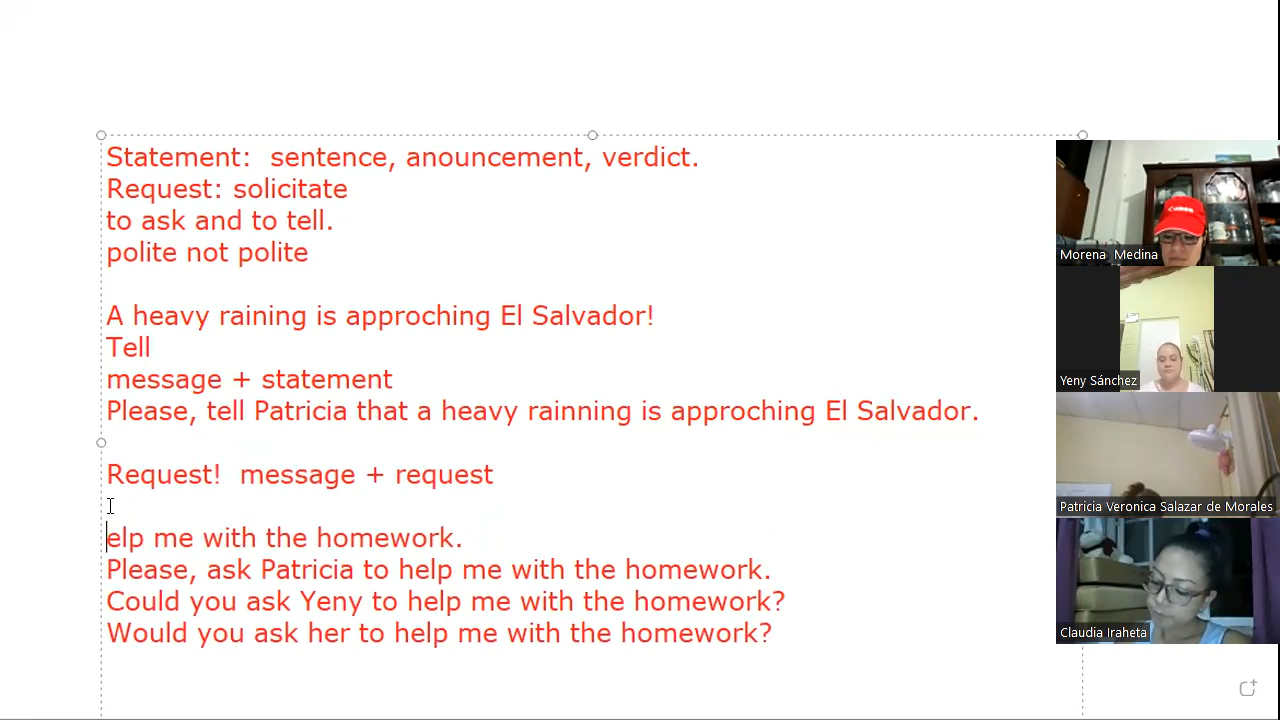 Statement:  sentence, anouncement, verdict.
Request: solicitate
to ask and to tell.
polite not polite
A heavy raining is approching El Salvador!
Tell
message + statement
Please, tell Patricia that a heavy rainning is approching El Salvador.
Request!  message + request
elp me with the homework.
Please, ask Patricia to help me with the homework.
Could you ask Yeny to help me with the homework?
Would you ask her to help me with the homework?
Canon
Morena  Medina
Yeny Sánchez
Patricia Veronica Salazar de Morales
Claudia Iraheta